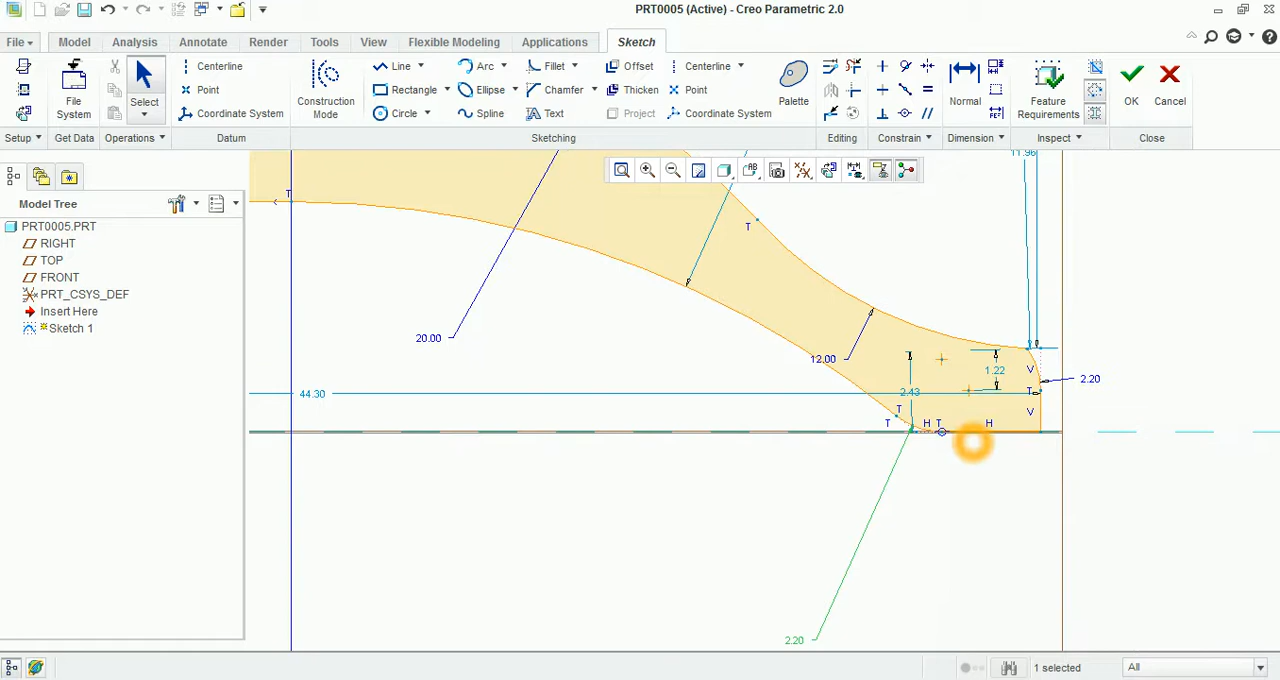 PRT0005 (Active) - Creo Parametric 2.0
File Model Analysis Annotate Render Tools View Flexible Modeling Applications Sketch
Centerline Line Arc Fillet Offset Centerline
Point Rectangle Ellipse Chamfer Thicken Point
File System Select Coordinate System Construction Mode Circle Spline Text Project Coordinate System Palette Normal Feature Requirements OK Cancel
Setup Get Data Operations Datum Sketching Editing Constrain Dimension Inspect Close
11.96
Model Tree
T
PRT0005.PRT
T
RIGHT
TOP
FRONT
PRT_CSYS_DEF
Insert Here
Sketch 1
20.00
12.00
V
1.22
2.20
44.30
2.43
T
T
V
T
H
T
H
2.20
1 selected
All